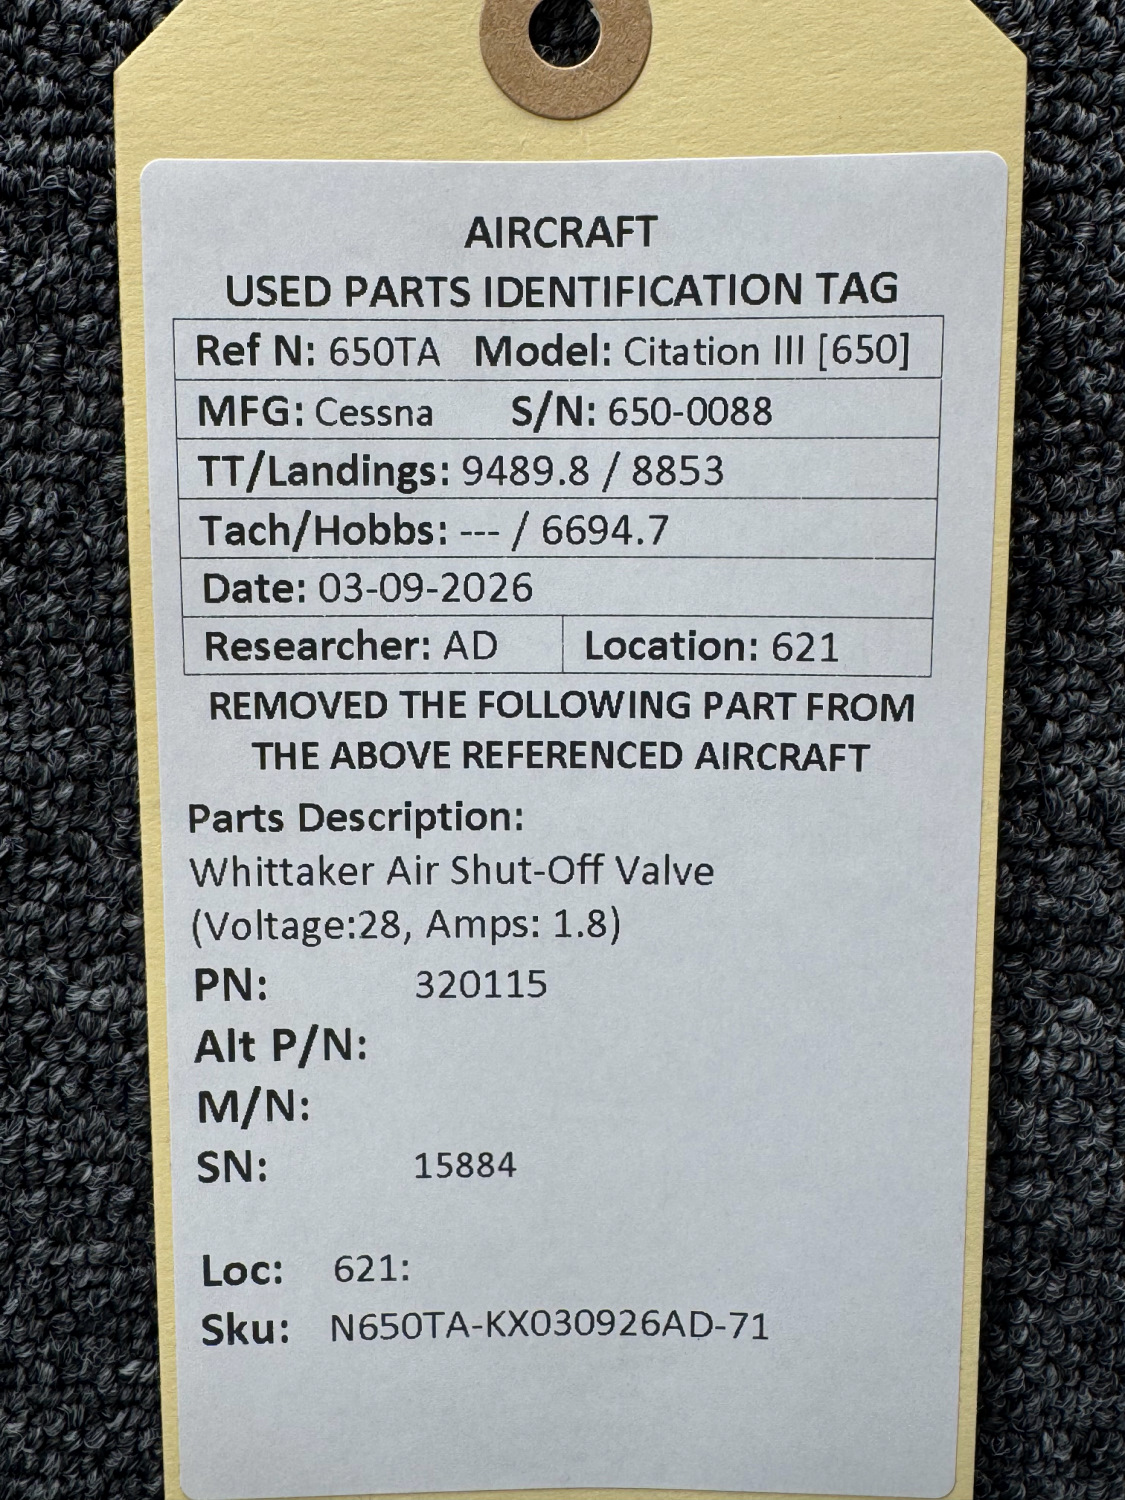 AIRCRAFT
USED PARTS IDENTIFICATION TAG
Ref N: 650TA Model: Citation III [650]
MFG: Cessna S/N: 650-0088
TT/Landings: 9489.8 / 8853
Tach/Hobbs: --- / 6694.7
Date: 03-09-2026
Researcher: AD Location: 621
REMOVED THE FOLLOWING PART FROM
THE ABOVE REFERENCED AIRCRAFT
Parts Description:
Whittaker Air Shut-Off Valve
(Voltage:28, Amps: 1.8)
PN: 320115
Alt P/N:
M/N:
SN: 15884
Loc: 621:
Sku: N650TA-KX030926AD-71